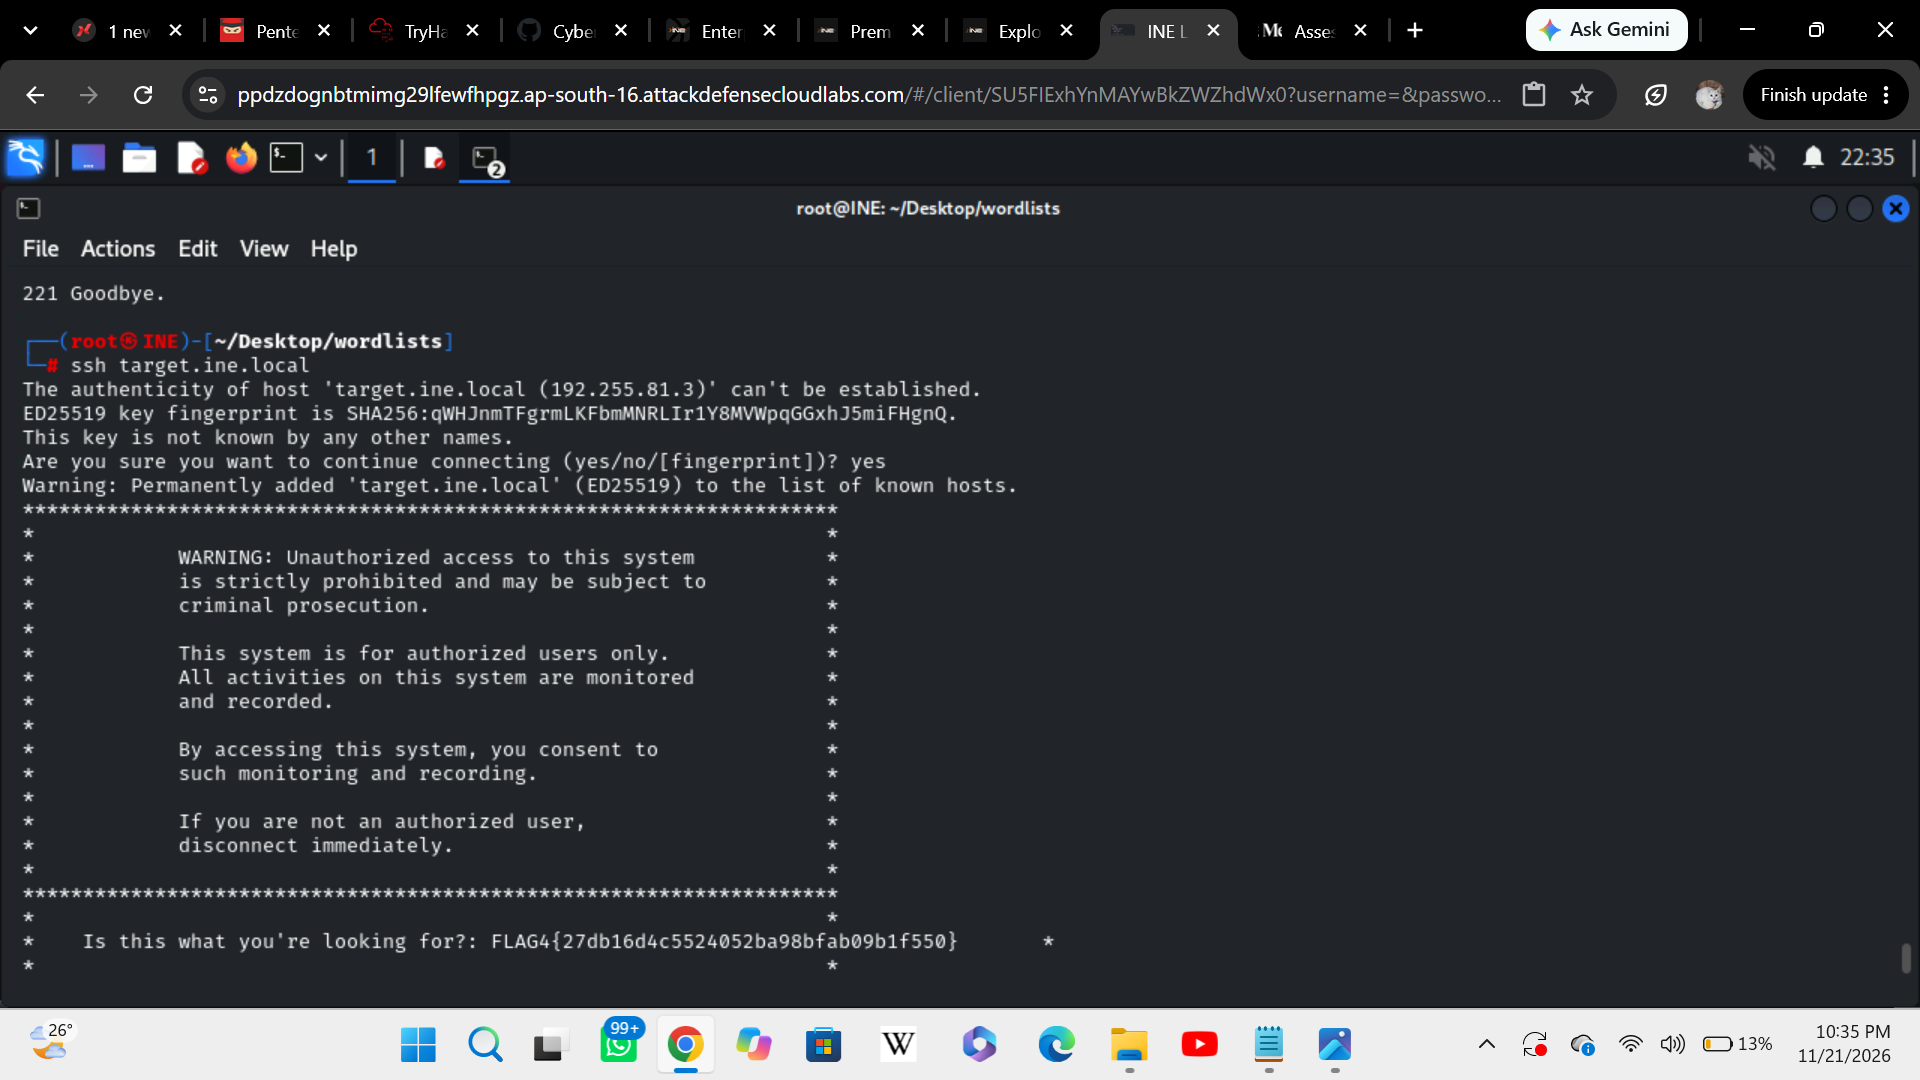 1 nev
Pente
TryHa
Cybe
Enter
Prem
Explo
INE L
Asses
Ask Gemini
ppdzdognbtmimg29lfewfhpgz.ap-south-16.attackdefensecloudlabs.com/#/client/SU5FIExhYnMAYwBkZWZhdWx0?username=&passwo...
Finish update
1
2
22:35
root@INE: ~/Desktop/wordlists
File Actions Edit View Help
221 Goodbye.
┌──(root㉿INE)-[~/Desktop/wordlists]
└─# ssh target.ine.local
The authenticity of host 'target.ine.local (192.255.81.3)' can't be established.
ED25519 key fingerprint is SHA256:qWHJnmTFgrmLKFbmMNRLIr1Y8MVWpqGGxhJ5miFHgnQ.
This key is not known by any other names.
Are you sure you want to continue connecting (yes/no/[fingerprint])? yes
Warning: Permanently added 'target.ine.local' (ED25519) to the list of known hosts.
********************************************************************
* *
* WARNING: Unauthorized access to this system *
* is strictly prohibited and may be subject to *
* criminal prosecution. *
* *
* This system is for authorized users only. *
* All activities on this system are monitored *
* and recorded. *
* *
* By accessing this system, you consent to *
* such monitoring and recording. *
* *
* If you are not an authorized user, *
* disconnect immediately. *
* *
********************************************************************
* *
* Is this what you're looking for?: FLAG4{27db16d4c5524052ba98bfab09b1f550} *
* *
26°
99+
W
13%
10:35 PM
11/21/2026